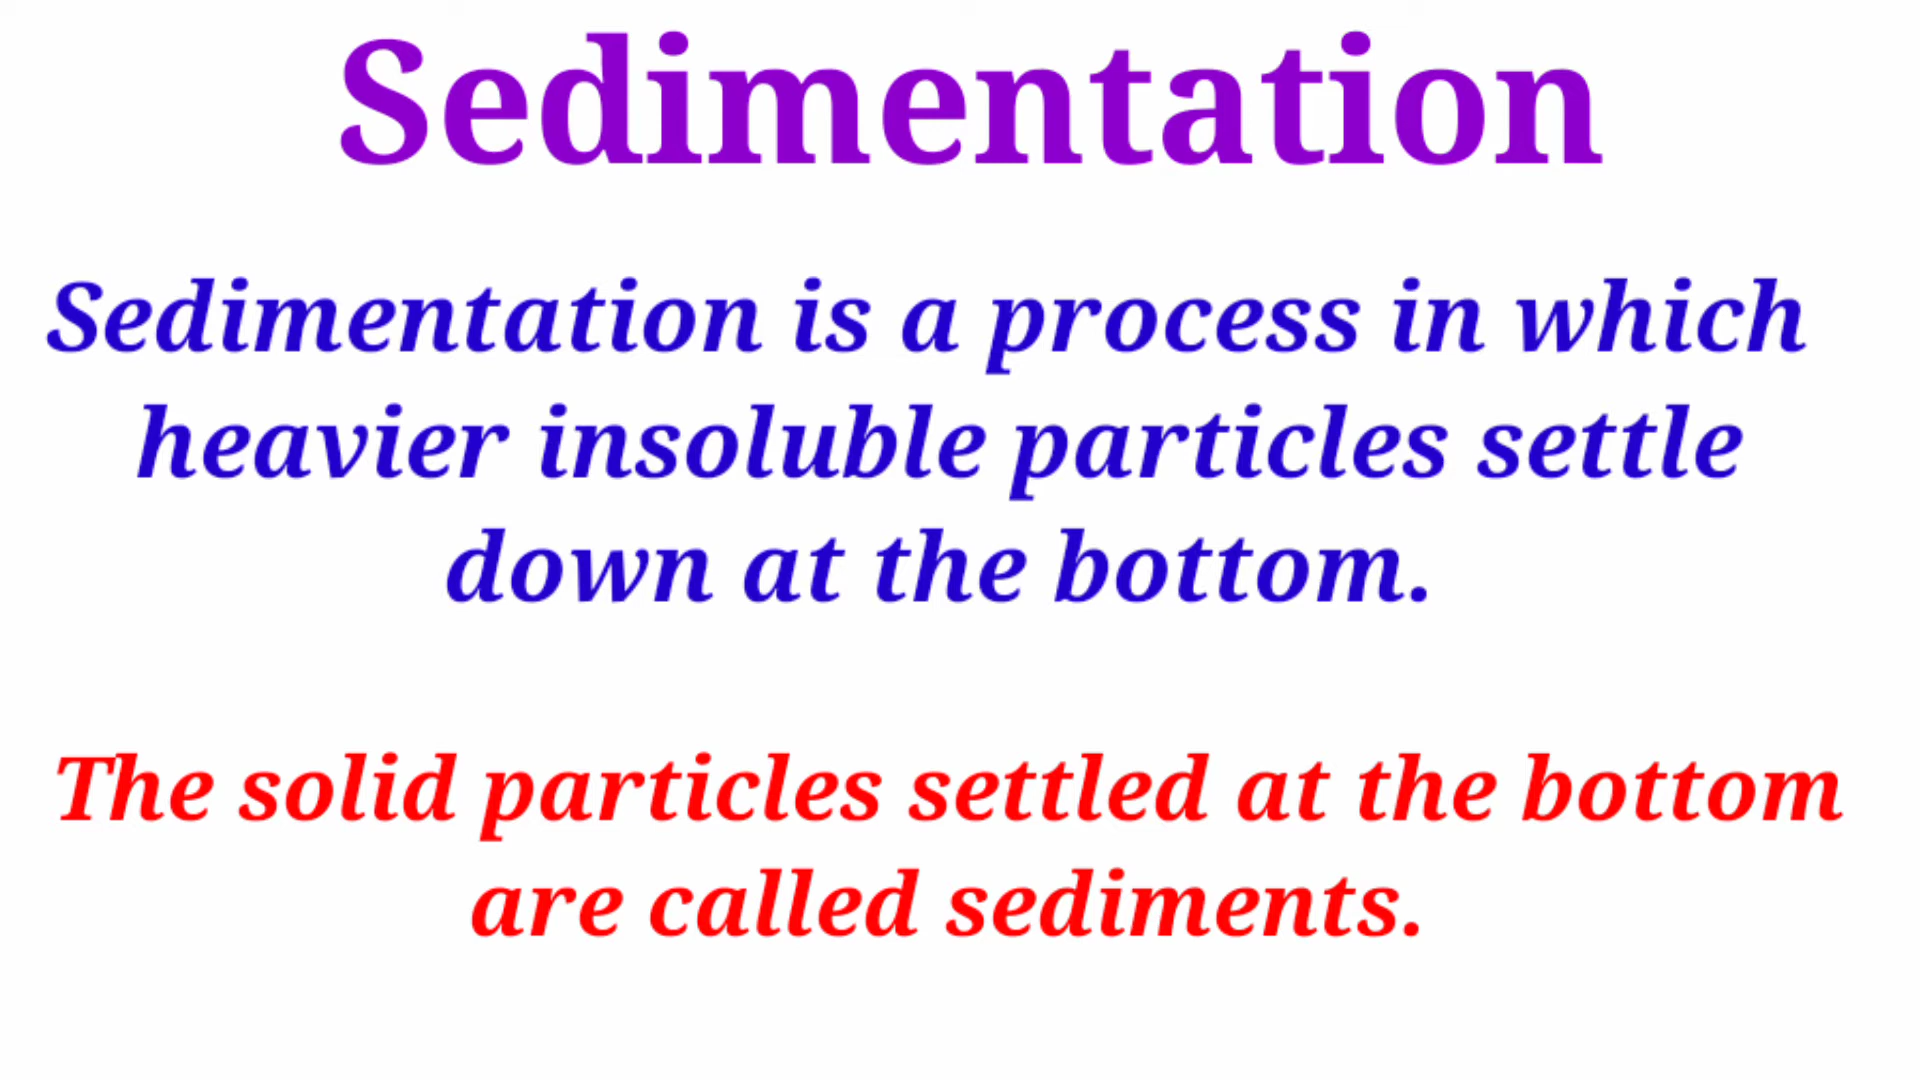 Sedimentation
Sedimentation is a process in which
heavier insoluble particles settle
down at the bottom.
The solid particles settled at the bottom
are called sediments.